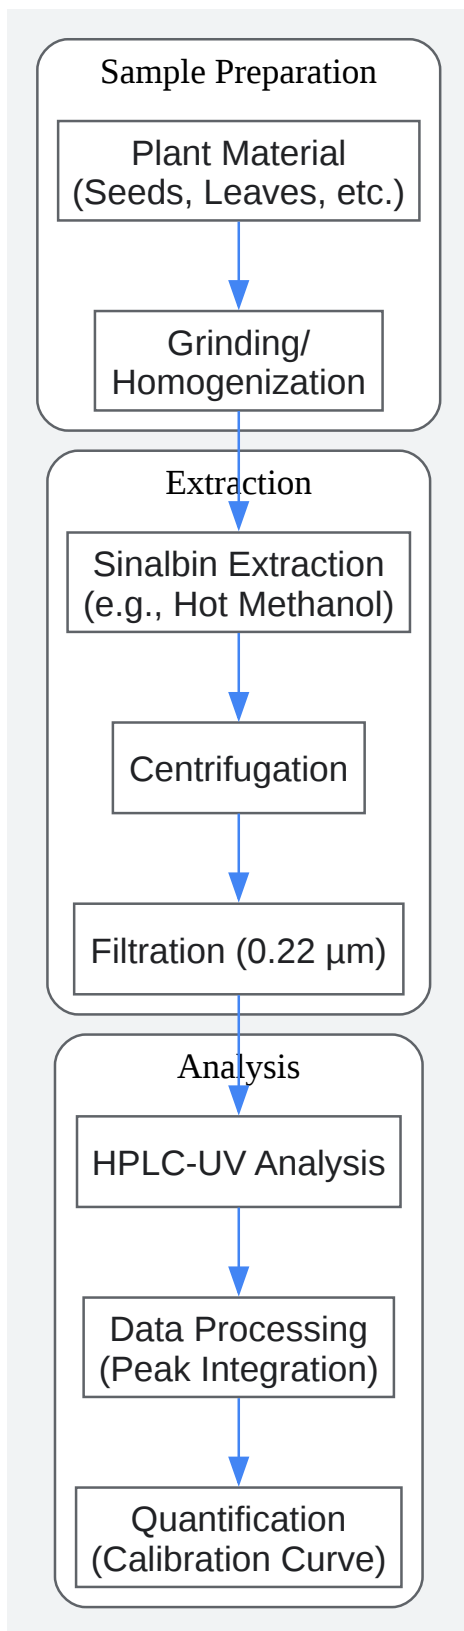 Sample Preparation
Plant Material
(Seeds, Leaves, etc.)
Grinding/
Homogenization
Extraction
Sinalbin Extraction
(e.g., Hot Methanol)
Centrifugation
Filtration (0.22 µm)
Analysis
HPLC-UV Analysis
Data Processing
(Peak Integration)
Quantification
(Calibration Curve)